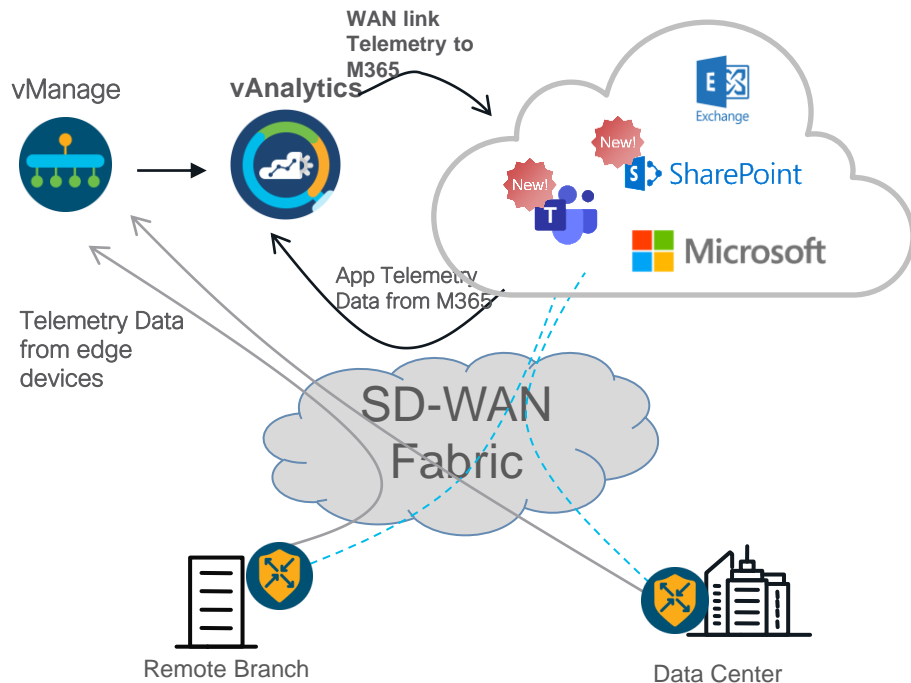 WAN link
Telemetry to
M365
vManage
vAnalytics
E
Exchange
New!
New!
S
SharePoint
T
Microsoft
App Telemetry
Data from M365
Telemetry Data
from edge
devices
SD-WAN
Fabric
Remote Branch
Data Center